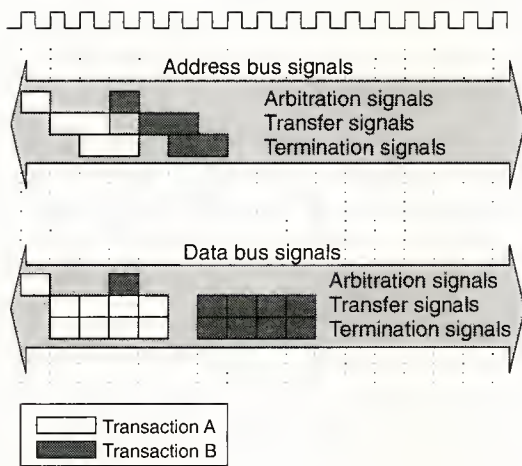 Address bus signals
Arbitration signals
Transfer signals
Termination signals
Data bus signals
Arbitration signals
Transfer signals
Termination signals
Transaction A
Transaction B